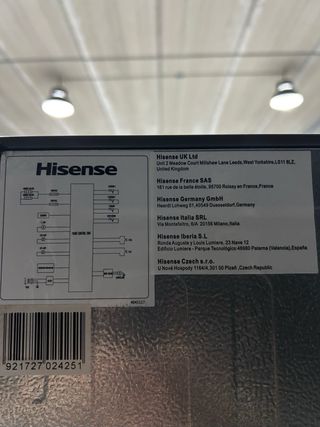 Hisense
Hisense UK Ltd
Unit 2 Meadow Court Millshaw Lane Leeds, West Yorkshire, LS11 8LZ,
United Kingdom
Hisense France SAS
161 rue de la belle étoile, 95700 Roissy en France, France
Hisense Germany GmbH
Heerdt Lohweg 51, 40549 Duesseldorf, Germany
Hisense Italia SRL
Via Montefeltro, 6/A 20156 Milano, Italia
Hisense Iberia S.L
Ronda Auguste y Louis Lumiere, 23 Nave 12
Edificio Lumiere - Parque Tecnológico 46980 Paterna (Valencia), España
Hisense Czech s.r.o.
U Nové Hospody 1164/4, 301 00 Plzeň, Czech Republic
921727 024251